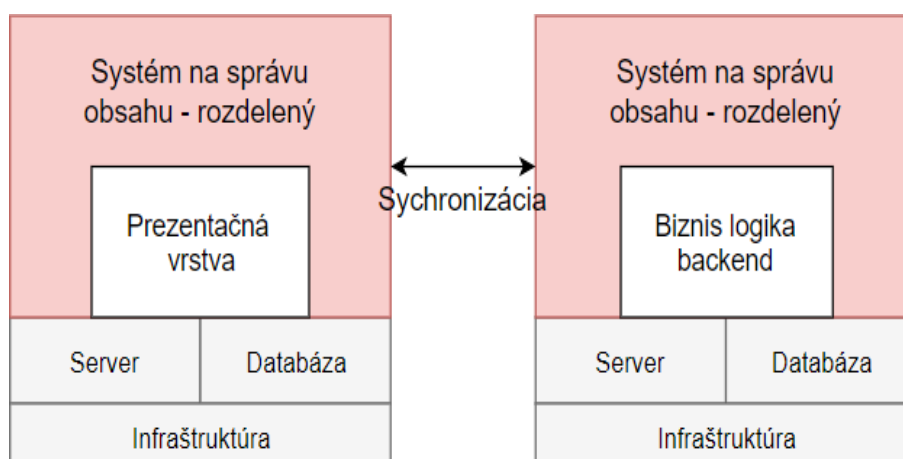 Systém na správu
obsahu - rozdelený
Prezentačná
vrstva
Server
Databáza
Infraštruktúra
Sychronizácia
Systém na správu
obsahu - rozdelený
Biznis logika
backend
Server
Databáza
Infraštruktúra